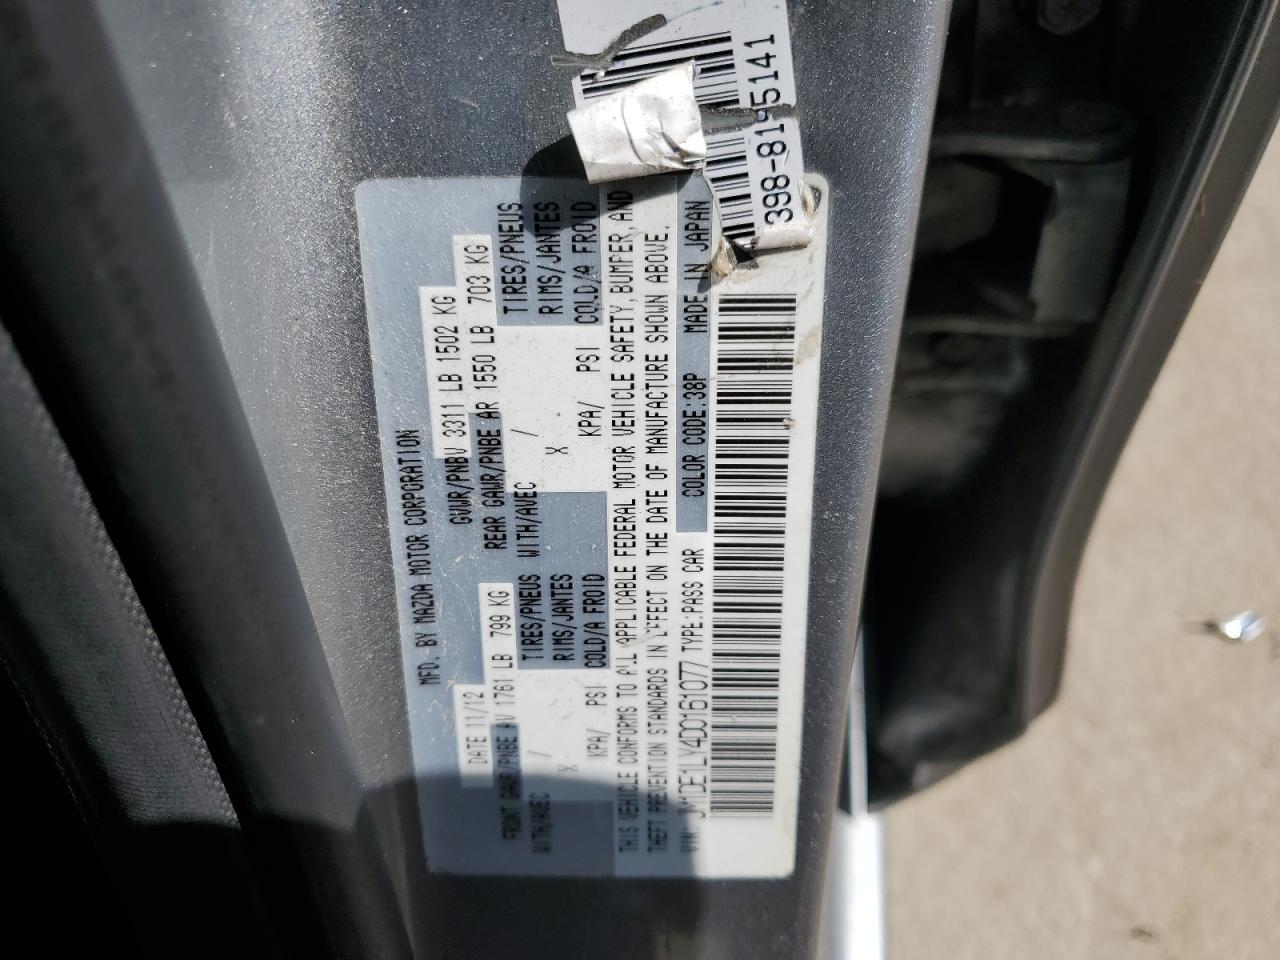 398-81 5141
MFD. BY MAZDA MOTOR CORPORATION
DATE 11/12 GVWR/PNBV 3311 LB 1502 KG
FRONT GAWR/PNBE AV 1761 LB 799 KG REAR GAWR/PNBE AR 1550 LB 703 KG
WITH/AVEC / TIRES/PNEUS WITH/AVEC / TIRES/PNEUS
X RIMS/JANTES X RIMS/JANTES
KPA/ PSI COLD/A FROID KPA/ PSI COLD/A FROID
THIS VEHICLE CONFORMS TO ALL APPLICABLE FEDERAL MOTOR VEHICLE SAFETY, BUMPER, AND
THEFT PREVENTION STANDARDS IN EFFECT ON THE DATE OF MANUFACTURE SHOWN ABOVE.
VIN: JM1DE1LY4D0161077 TYPE:PASS CAR COLOR CODE:38P MADE IN JAPAN